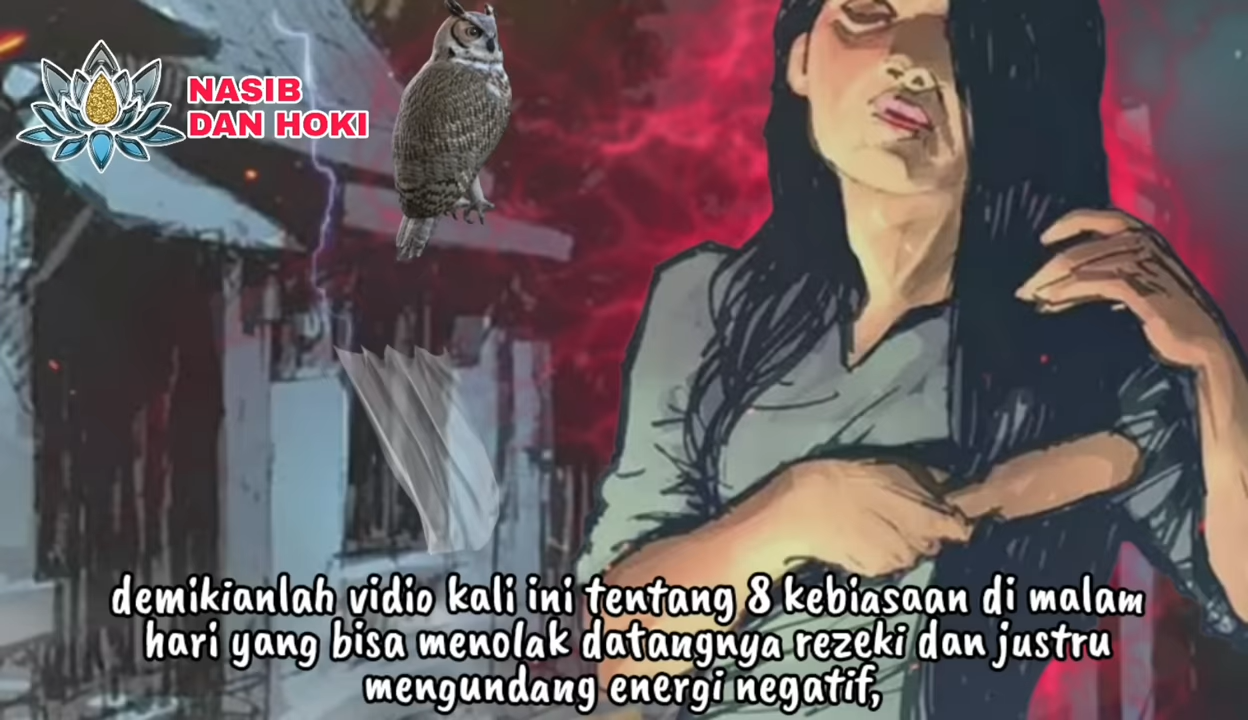 NASIB
DAN HOKI
demikianlah vidio kali ini tentang 8 kebiasaan di malam
hari yang bisa menolak datangnya rezeki dan justru
mengundang energi negatif,